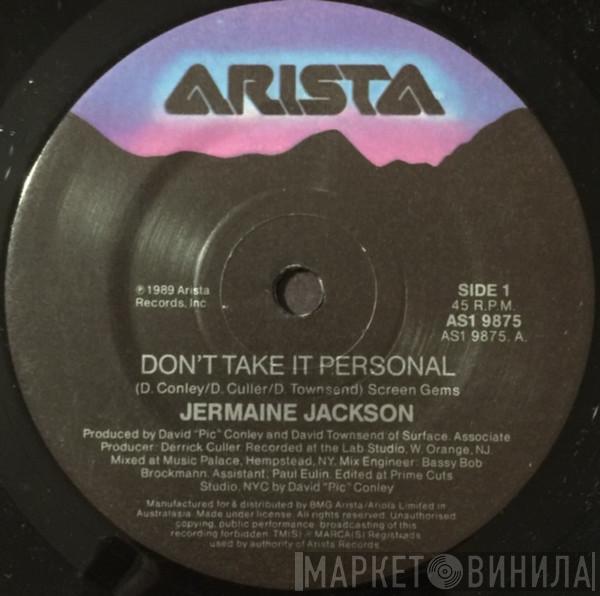 ARISTA
℗1989 Arista
Records, Inc
SIDE 1
45 R.P.M.
AS1 9875
AS1 9875. A.
DON'T TAKE IT PERSONAL
(D. Conley/D. Culler/D. Townsend) Screen Gems
JERMAINE JACKSON
Produced by David "Pic" Conley and David Townsend of Surface. Associate
Producer: Derrick Culler. Recorded at the Lab Studio, W. Orange, NJ.
Mixed at Music Palace, Hempstead, NY. Mix Engineer: Bassy Bob
Brockmann. Assistant, Paul Eulin. Edited at Prime Cuts
Studio, NYC by David "Pic" Conley
Manufactured for & distributed by BMG Arista/Ariola Limited in
Australasia. Made under license. All rights reserved. Unauthorised
copying, public performance, broadcasting of this
recording forbidden. TM(S) ® MARCA(S) Registrads
used by authority of Arista Records
МАРКЕТ ВИНИЛА